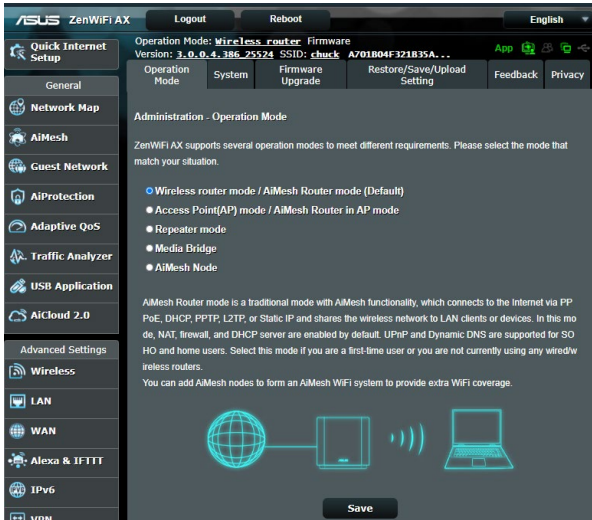 ASUS ZenWiFi AX Logout Reboot English
Quick Internet Setup
Operation Mode: Wireless router Firmware
Version: 3.0.0.4.386_25524 SSID: chuck A701B04F321B35A...
App
Operation Mode System Firmware Upgrade Restore/Save/Upload Setting Feedback Privacy
General
Network Map
AiMesh
Guest Network
AiProtection
Adaptive QoS
Traffic Analyzer
USB Application
AiCloud 2.0
Advanced Settings
Wireless
LAN
WAN
Alexa & IFTTT
IPv6
VPN
Administration - Operation Mode
ZenWiFi AX supports several operation modes to meet different requirements. Please select the mode that
match your situation.
Wireless router mode / AiMesh Router mode (Default)
Access Point(AP) mode / AiMesh Router in AP mode
Repeater mode
Media Bridge
AiMesh Node
AiMesh Router mode is a traditional mode with AiMesh functionality, which connects to the Internet via PP
PoE, DHCP, PPTP, L2TP, or Static IP and shares the wireless network to LAN clients or devices. In this mo
de, NAT, firewall, and DHCP server are enabled by default. UPnP and Dynamic DNS are supported for SO
HO and home users. Select this mode if you are a first-time user or you are not currently using any wired/w
ireless routers.
You can add AiMesh nodes to form an AiMesh WiFi system to provide extra WiFi coverage.
Save